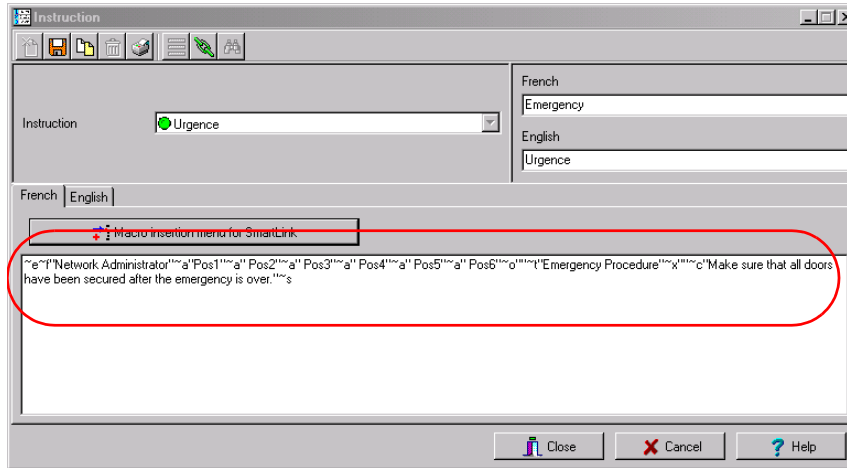 Instruction
French
Emergency
Instruction
Urgence
English
Urgence
French English
Macro insertion menu for SmartLink
~e~f"Network Administrator"~a"Pos1"~a" Pos2"~a" Pos3"~a" Pos4"~a" Pos5"~a" Pos6"~o""~t"Emergency Procedure"~x""~c"Make sure that all doors
have been secured after the emergency is over."~s
Close Cancel ? Help